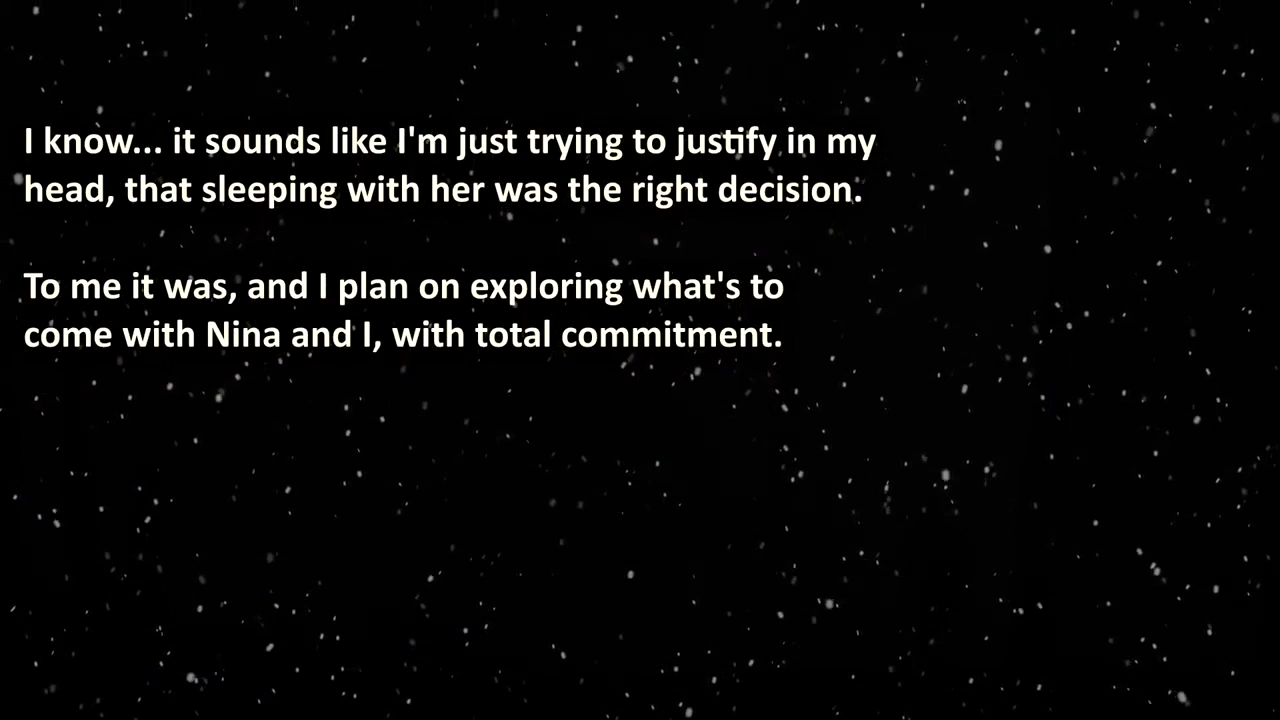 I know... it sounds like I'm just trying to justify in my
head, that sleeping with her was the right decision.
To me it was, and I plan on exploring what's to
come with Nina and I, with total commitment.